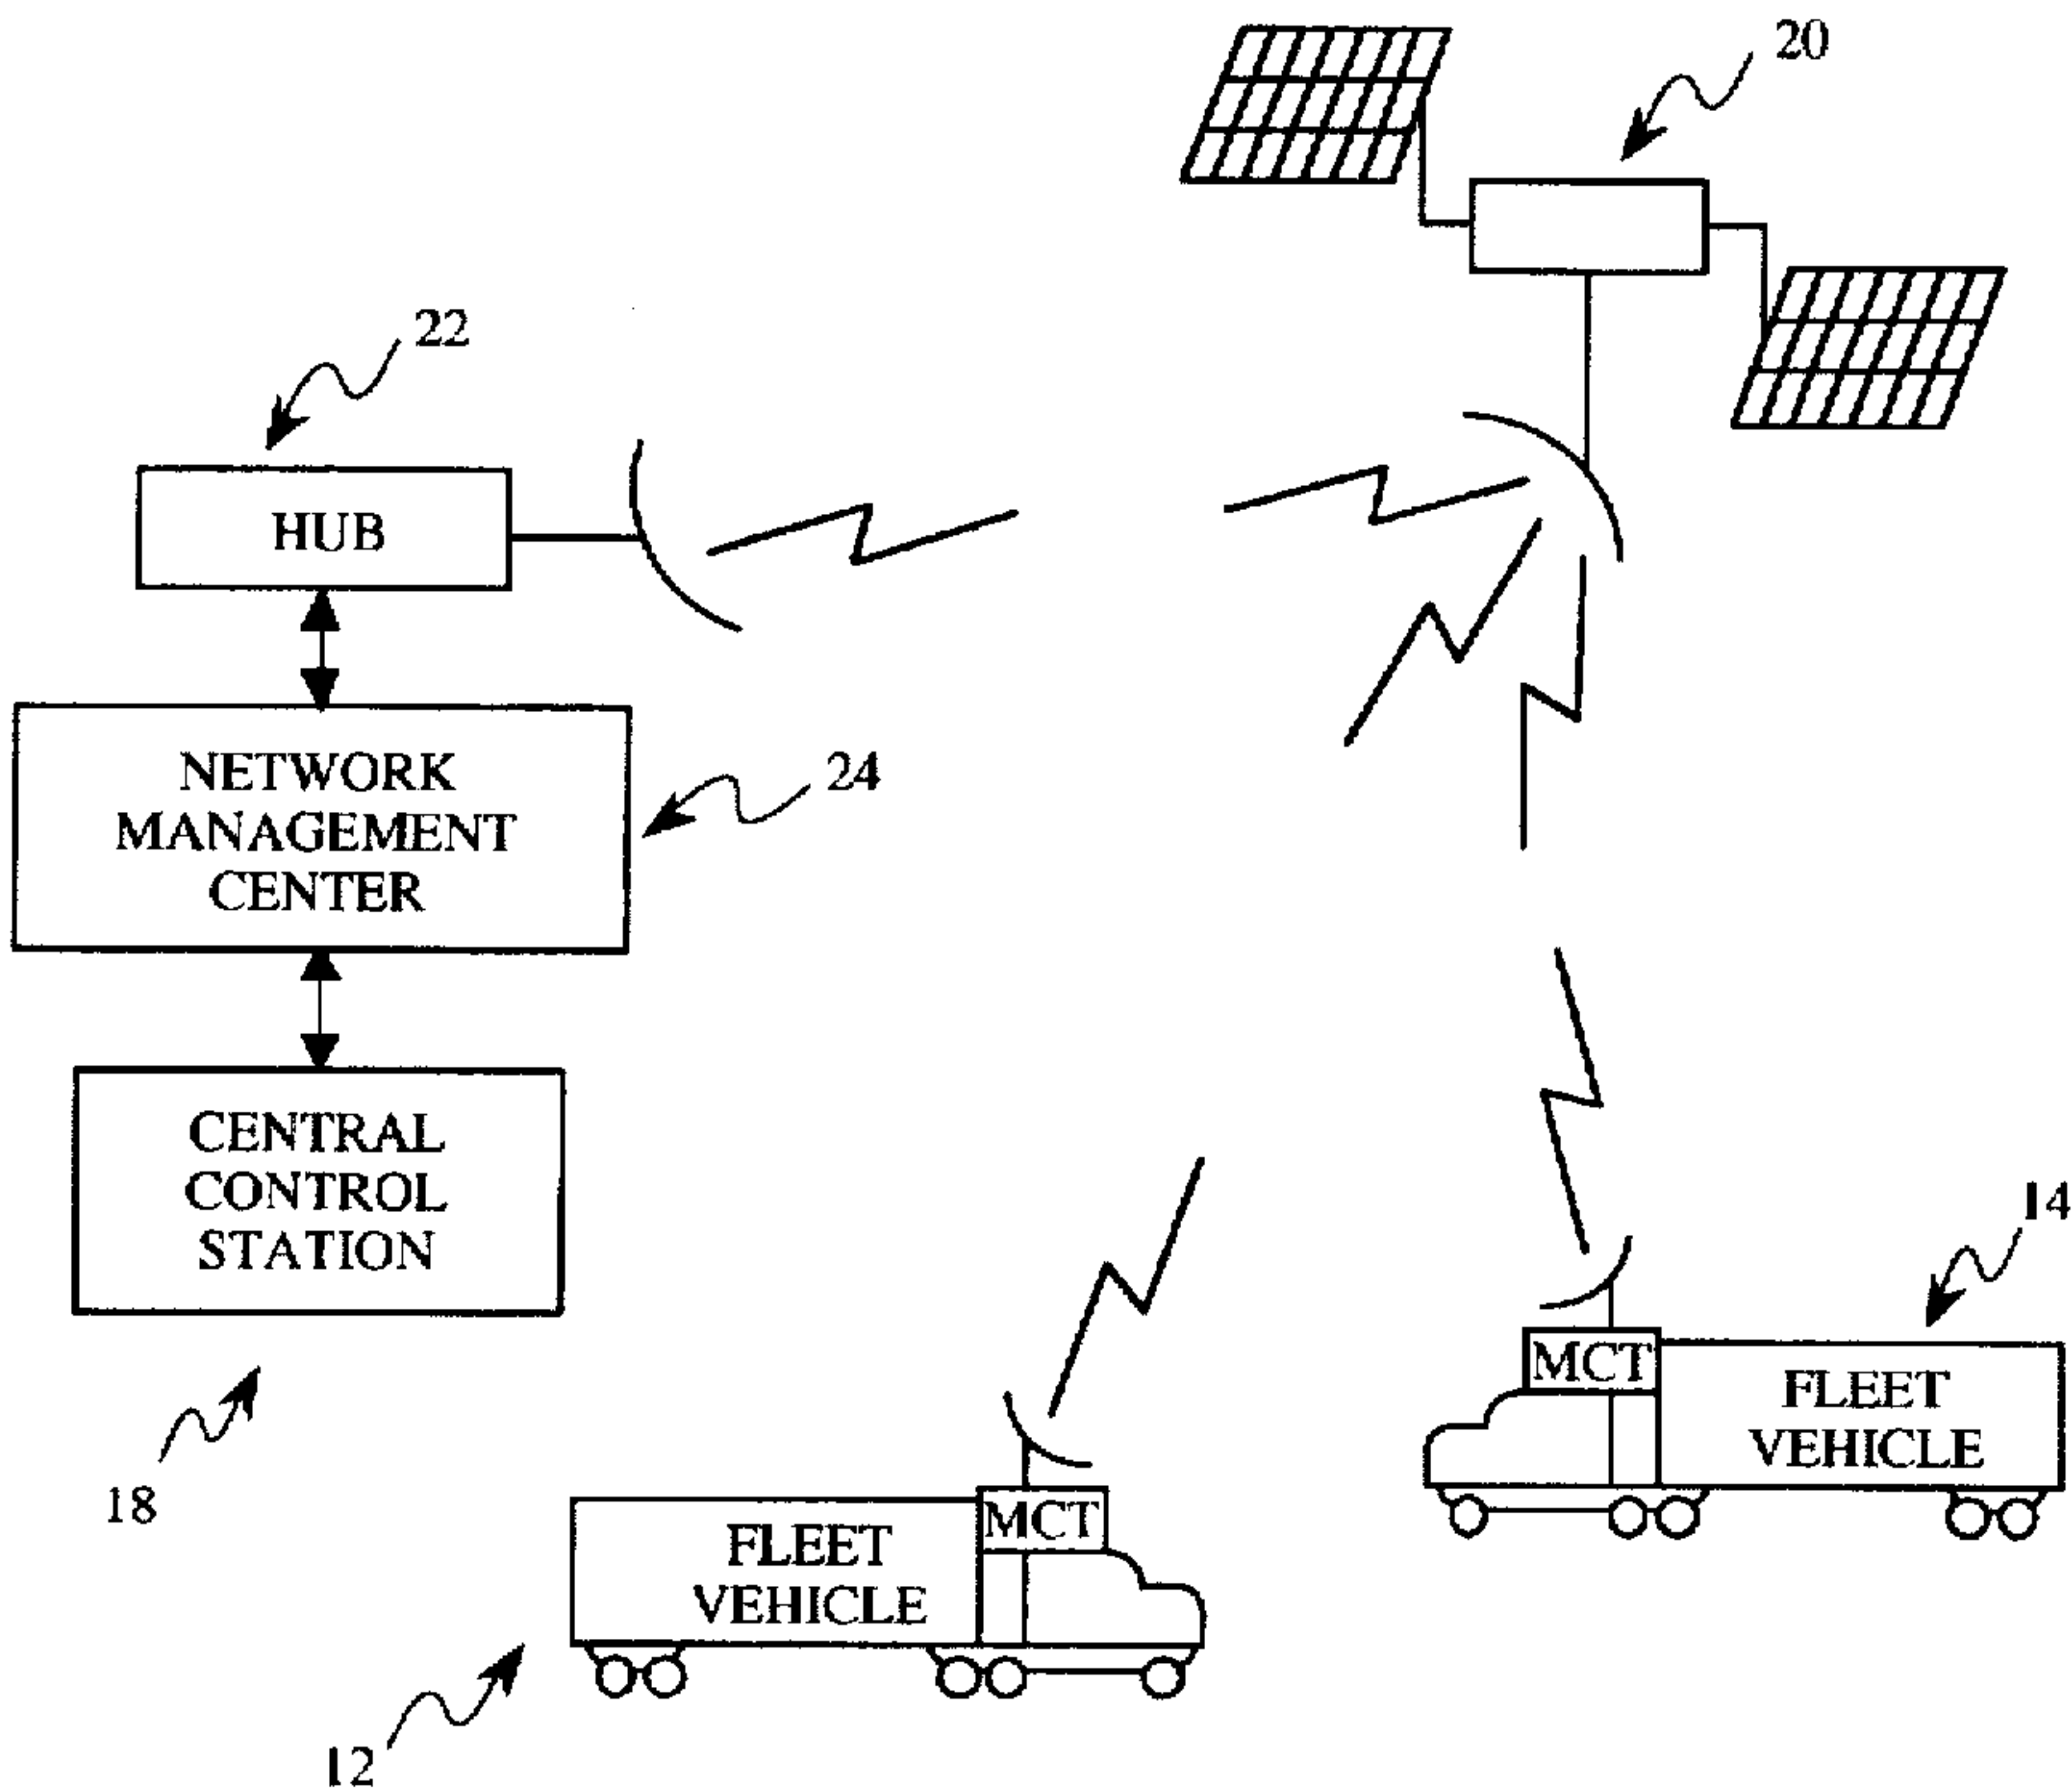 20
22
HUB
NETWORK
MANAGEMENT
CENTER
24
CENTRAL
CONTROL
STATION
18
14
MCT
FLEET
VEHICLE
MCT
FLEET
VEHICLE
12